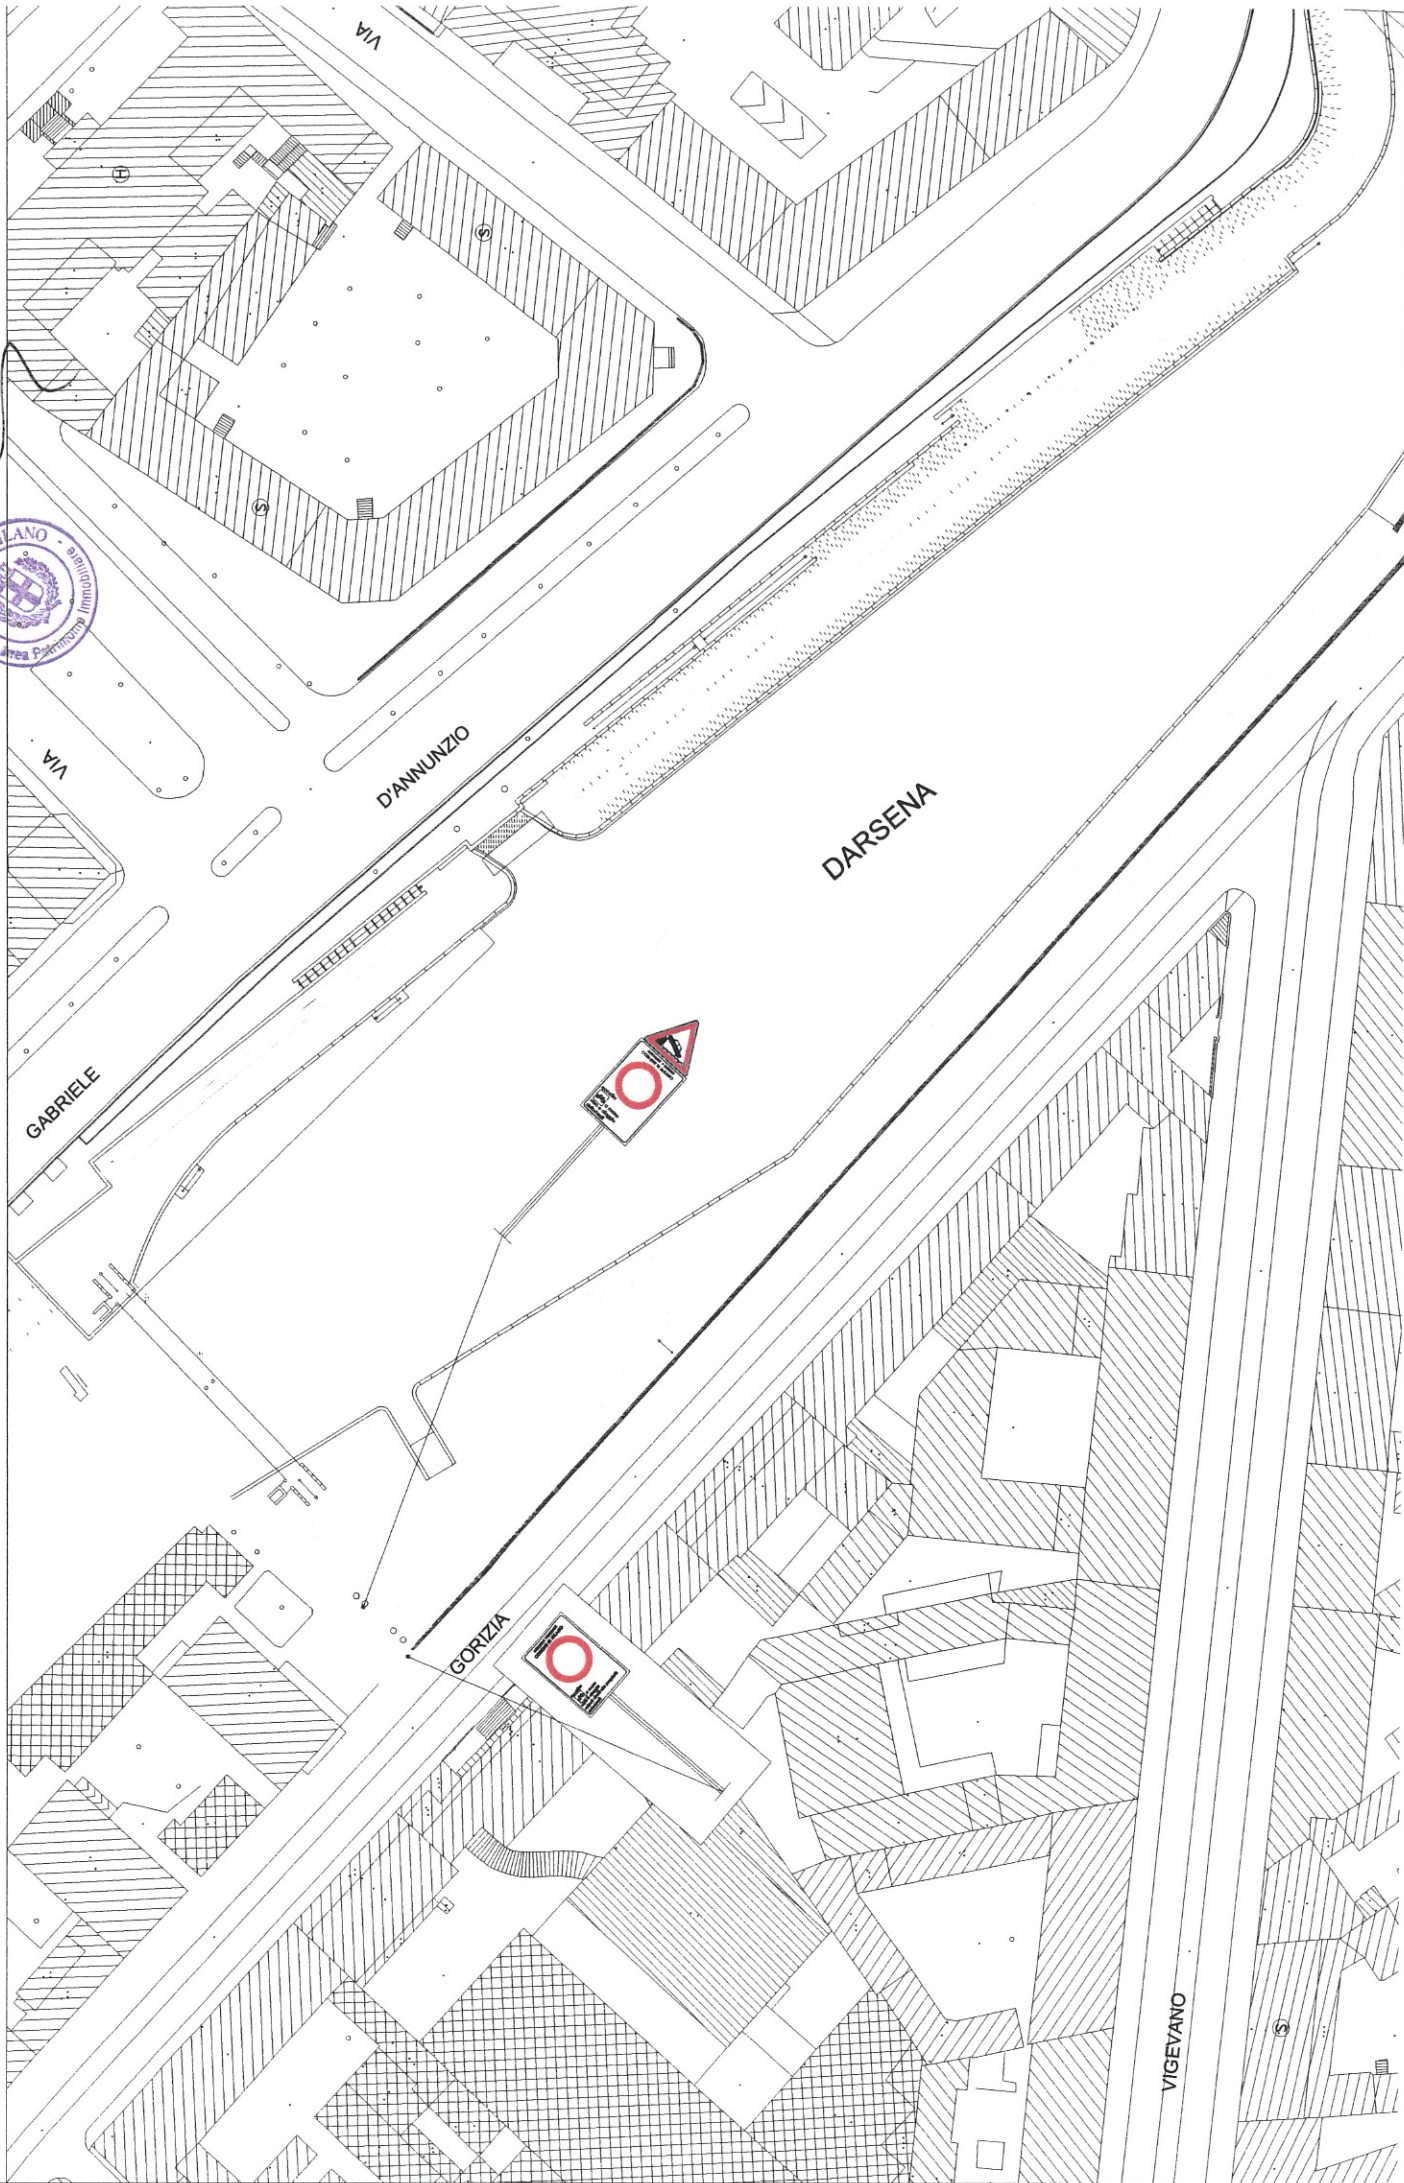 VIA
H
S
S
LANO -
Area Patrimonio Immobiliare
VIA
D'ANNUNZIO
DARSENA
GABRIELE
GORIZIA
VIGEVANO
S